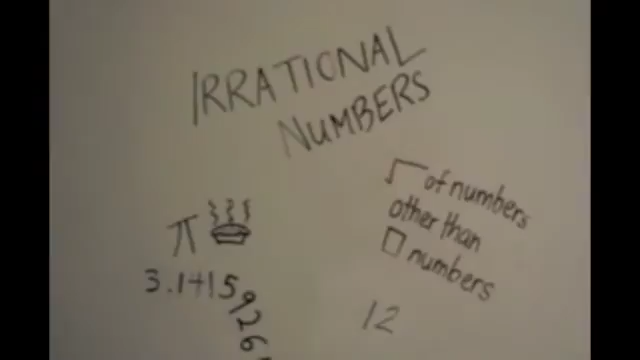 IRRATIONAL
NUMBERS
√ of numbers
other than
□ numbers
π
3.1415926
12